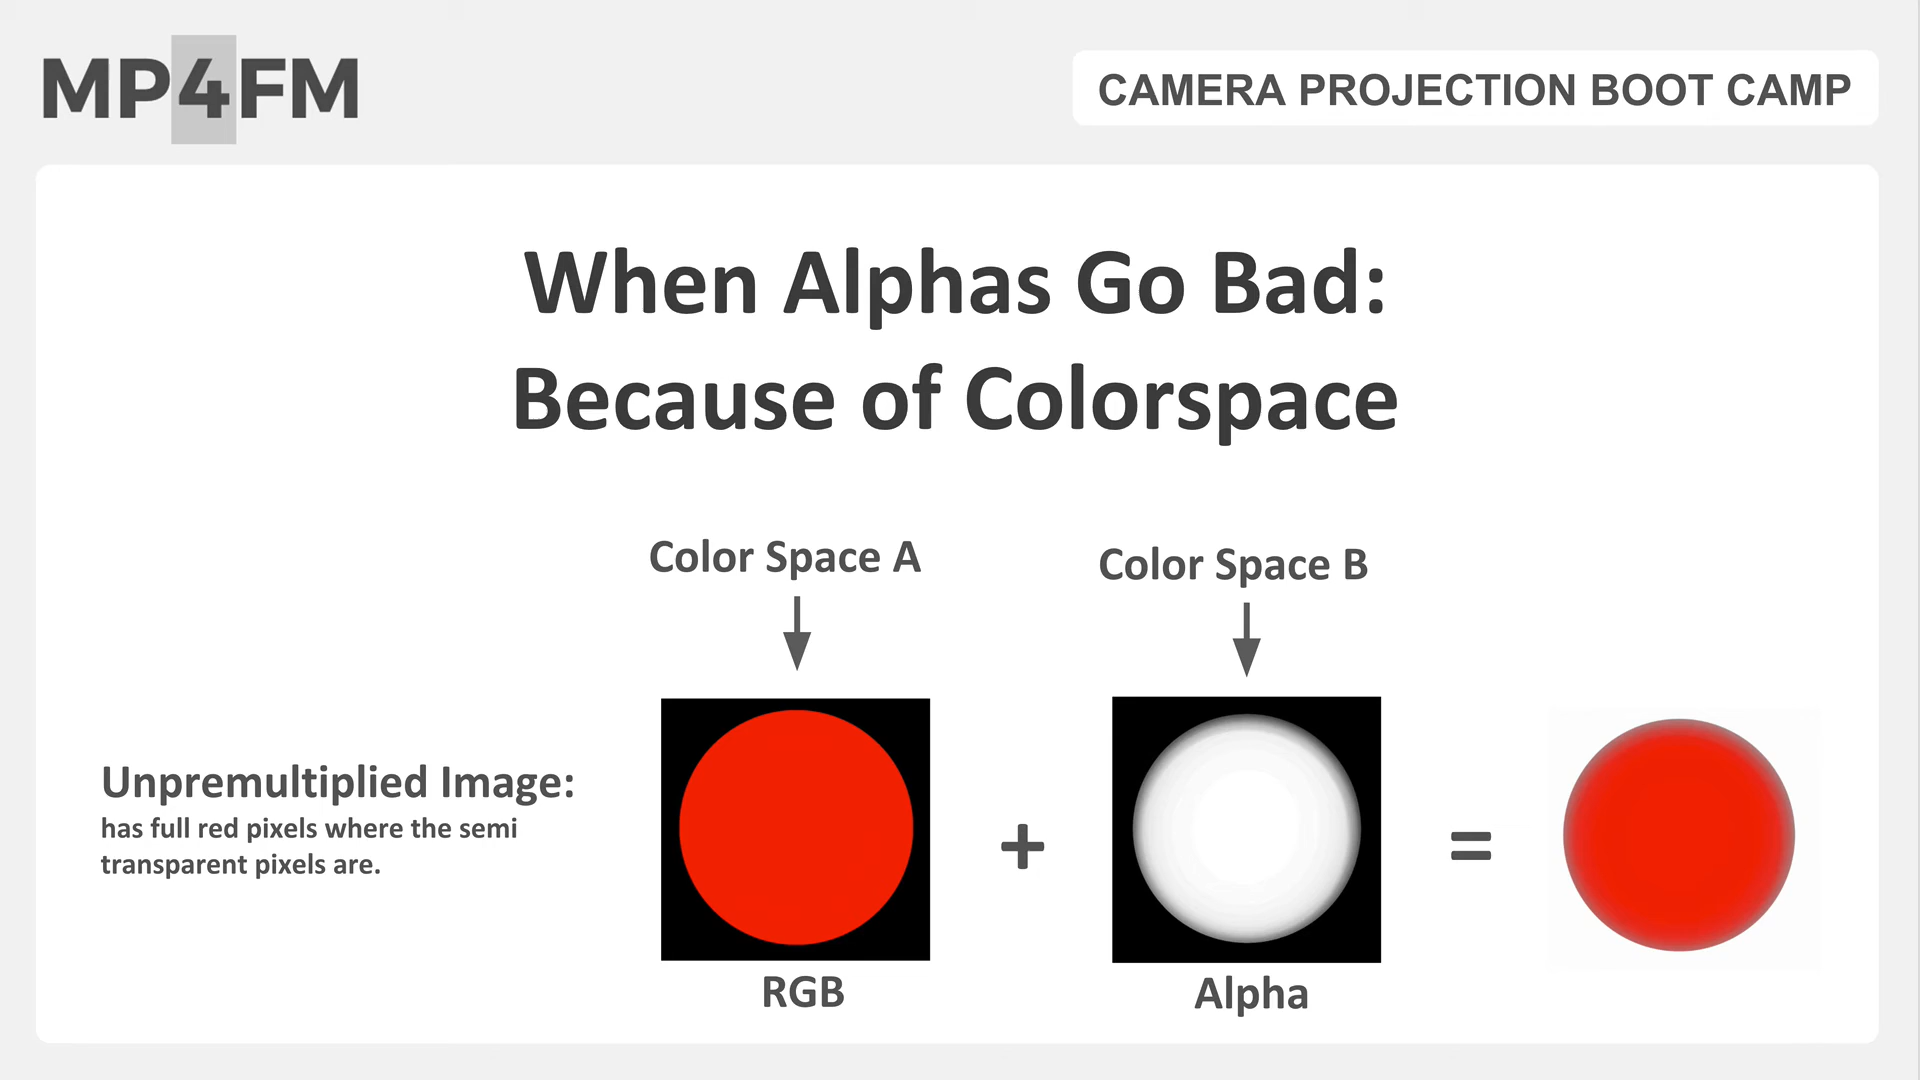 MP4FM
CAMERA PROJECTION BOOT CAMP
When Alphas Go Bad:
Because of Colorspace
Color Space A
Color Space B
Unpremultiplied Image:
has full red pixels where the semi
transparent pixels are.
+
=
RGB
Alpha